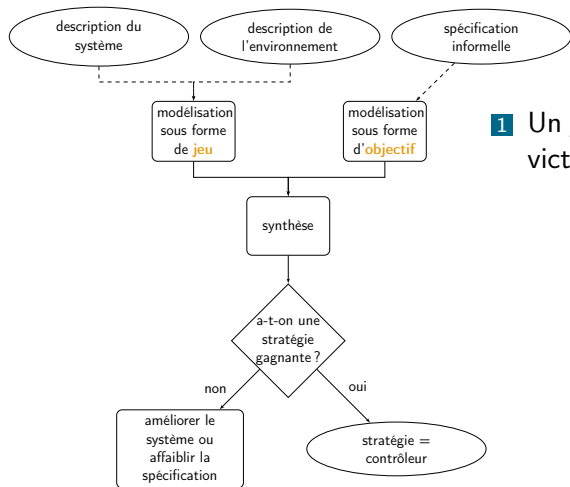 description du
système
description de
l'environnement
spécification
informelle
modélisation
sous forme
de jeu
modélisation
sous forme
d'objectif
1 Un
vict
synthèse
a-t-on une
stratégie
gagnante ?
non
oui
améliorer le
système ou
affaiblir la
spécification
stratégie =
contrôleur